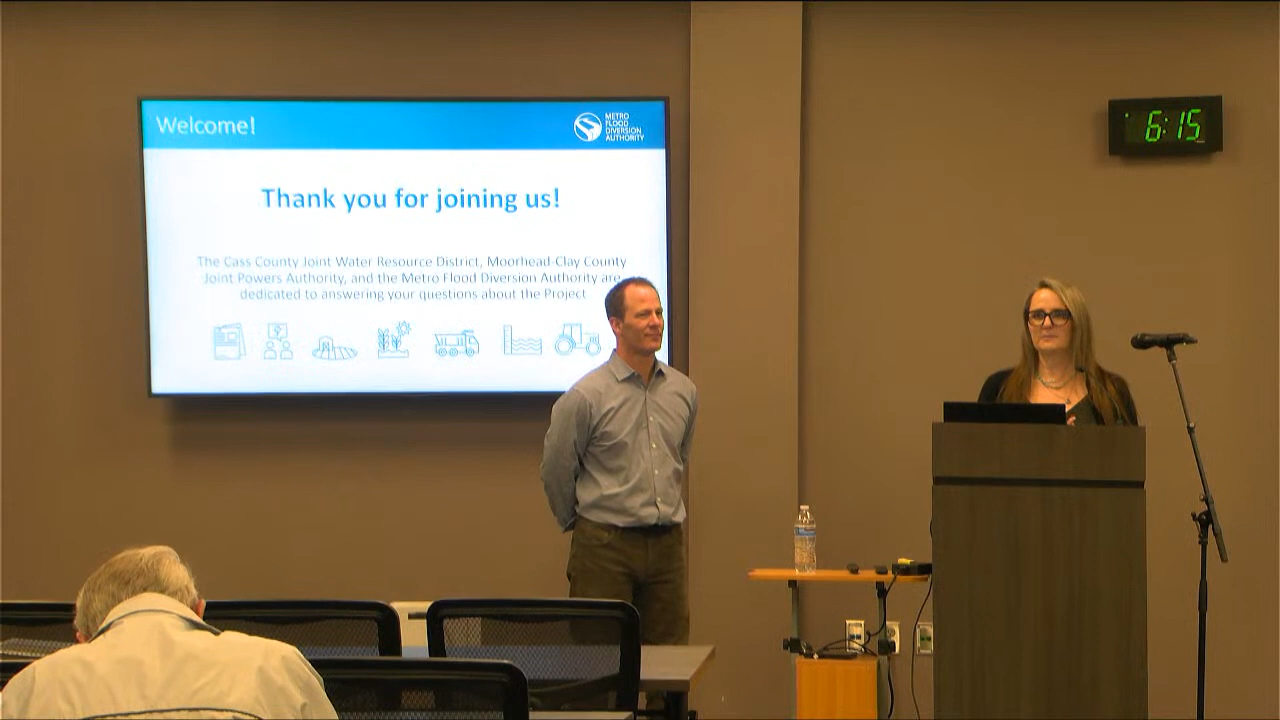 Welcome!
METRO
FLOOD
DIVERSION
AUTHORITY
6:15
Thank you for joining us!
The Cass County Joint Water Resource District, Moorhead-Clay County
Joint Powers Authority, and the Metro Flood Diversion Authority are
dedicated to answering your questions about the Project